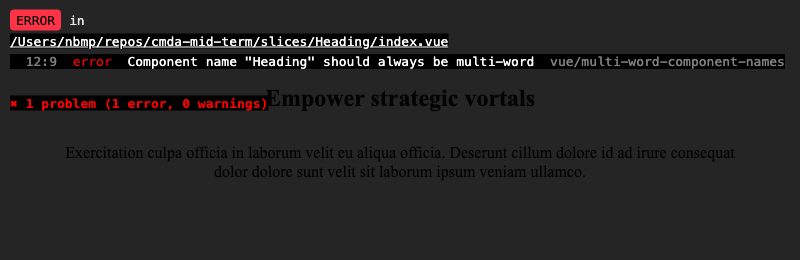 ERROR in
/Users/nbmp/repos/cmda-mid-term/slices/Heading/index.vue
12:9  error  Component name "Heading" should always be multi-word  vue/multi-word-component-names
✖ 1 problem (1 error, 0 warnings)
Empower strategic vortals
Exercitation culpa officia in laborum velit eu aliqua officia. Deserunt cillum dolore id ad irure consequat
dolor dolore sunt velit sit laborum ipsum veniam ullamco.